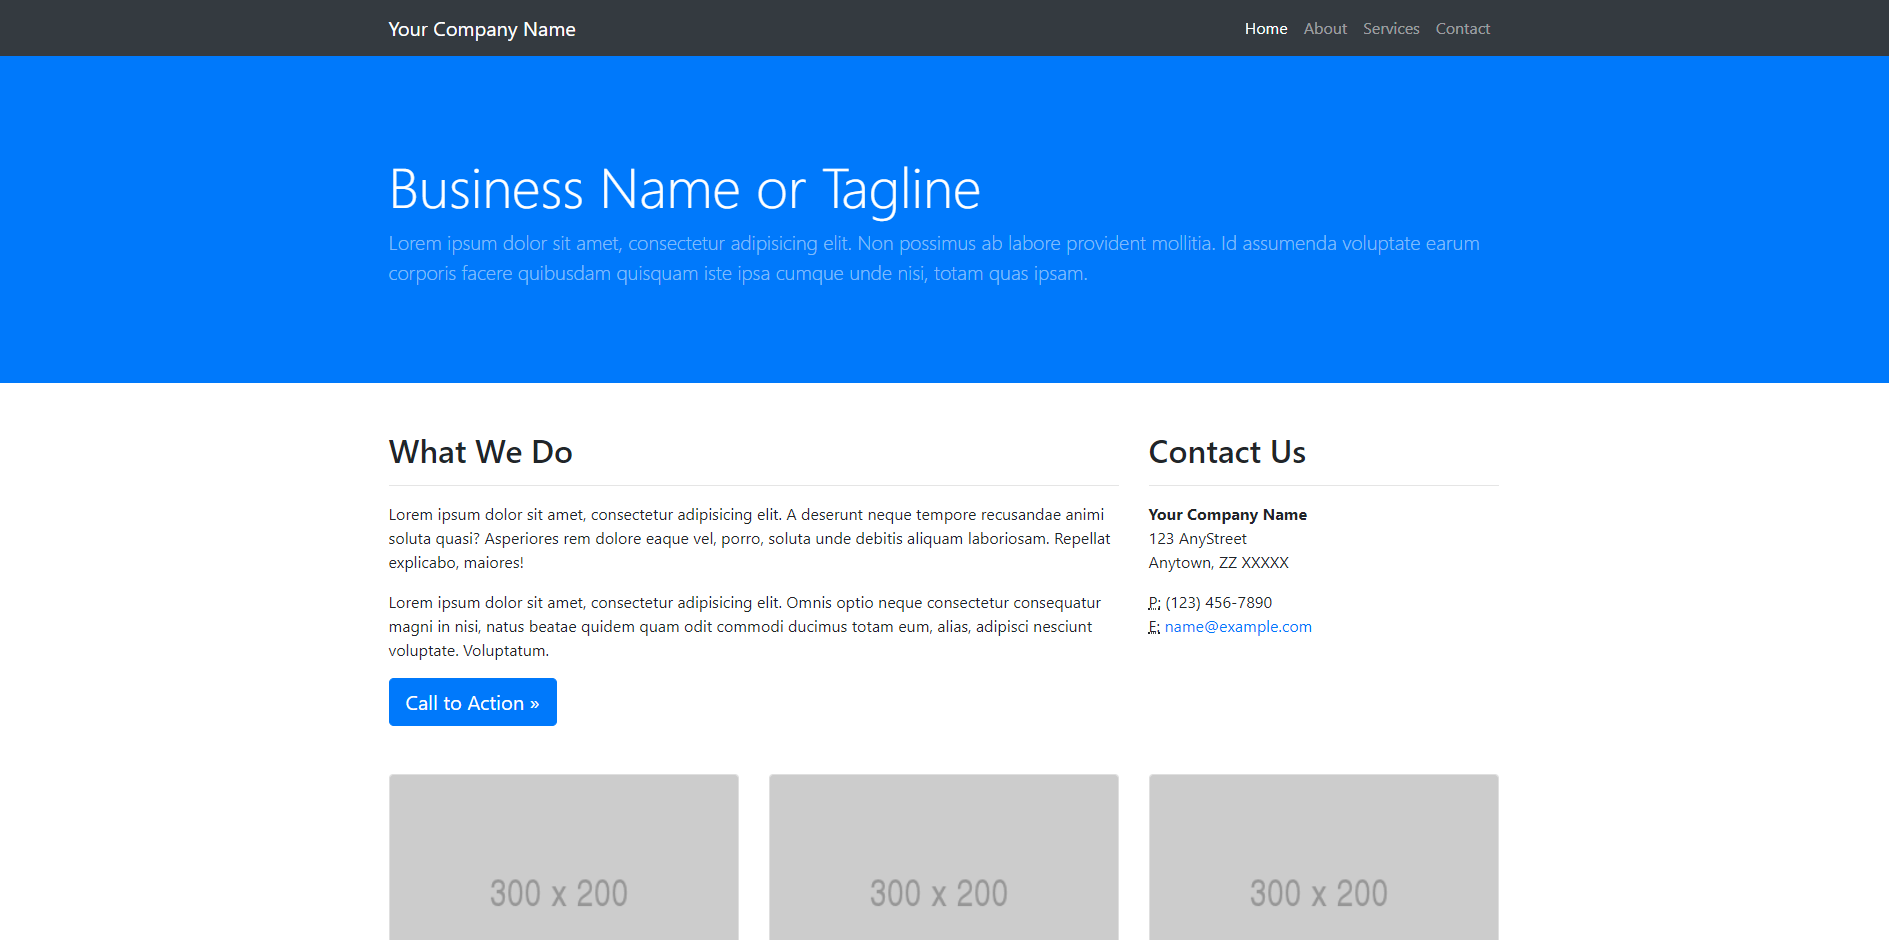 Your Company Name
Home About Services Contact
Business Name or Tagline
Lorem ipsum dolor sit amet, consectetur adipisicing elit. Non possimus ab labore provident mollitia. Id assumenda voluptate earum
corporis facere quibusdam quisquam iste ipsa cumque unde nisi, totam quas ipsam.
What We Do
Lorem ipsum dolor sit amet, consectetur adipisicing elit. A deserunt neque tempore recusandae animi
soluta quasi? Asperiores rem dolore eaque vel, porro, soluta unde debitis aliquam laboriosam. Repellat
explicabo, maiores!
Lorem ipsum dolor sit amet, consectetur adipisicing elit. Omnis optio neque consectetur consequatur
magni in nisi, natus beatae quidem quam odit commodi ducimus totam eum, alias, adipisci nesciunt
voluptate. Voluptatum.
Call to Action »
Contact Us
Your Company Name
123 AnyStreet
Anytown, ZZ XXXXX
P: (123) 456-7890
E: name@example.com
300 x 200
300 x 200
300 x 200